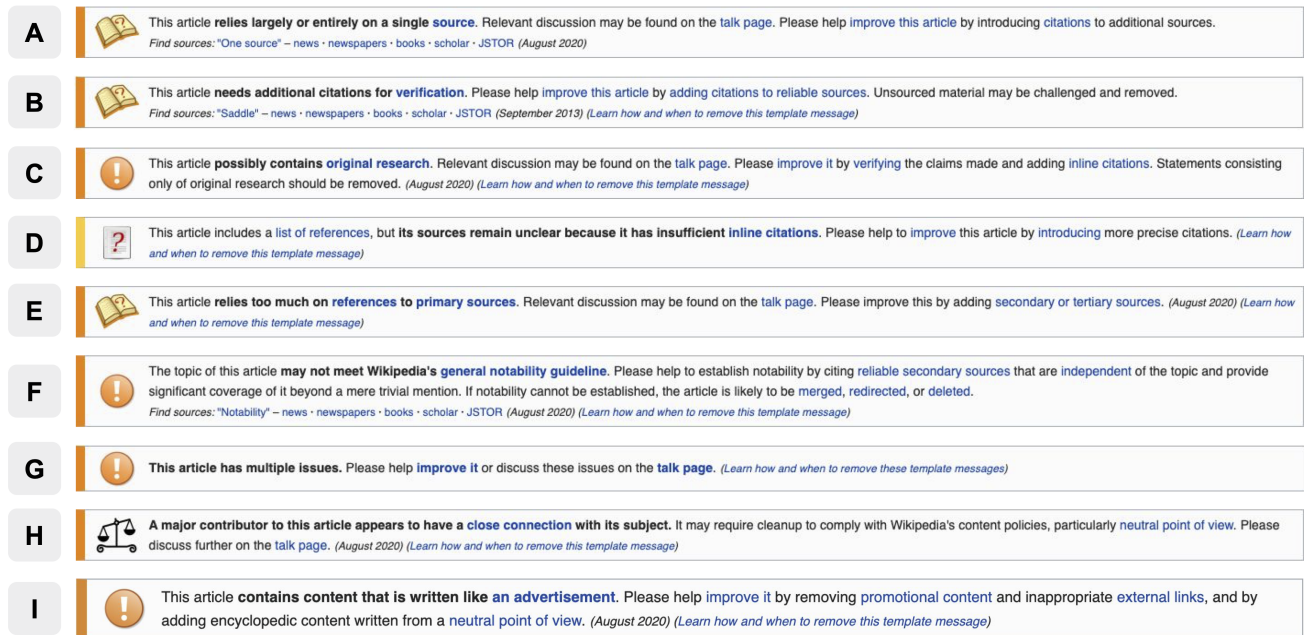 A
This article relies largely or entirely on a single source. Relevant discussion may be found on the talk page. Please help improve this article by introducing citations to additional sources.
Find sources: "One source" – news · newspapers · books · scholar · JSTOR (August 2020)
B
This article needs additional citations for verification. Please help improve this article by adding citations to reliable sources. Unsourced material may be challenged and removed.
Find sources: "Saddle" – news · newspapers · books · scholar · JSTOR (September 2013) (Learn how and when to remove this template message)
C
This article possibly contains original research. Relevant discussion may be found on the talk page. Please improve it by verifying the claims made and adding inline citations. Statements consisting
only of original research should be removed. (August 2020) (Learn how and when to remove this template message)
D
This article includes a list of references, but its sources remain unclear because it has insufficient inline citations. Please help to improve this article by introducing more precise citations. (Learn how
and when to remove this template message)
E
This article relies too much on references to primary sources. Relevant discussion may be found on the talk page. Please improve this by adding secondary or tertiary sources. (August 2020) (Learn how
and when to remove this template message)
F
The topic of this article may not meet Wikipedia's general notability guideline. Please help to establish notability by citing reliable secondary sources that are independent of the topic and provide
significant coverage of it beyond a mere trivial mention. If notability cannot be established, the article is likely to be merged, redirected, or deleted.
Find sources: "Notability" – news · newspapers · books · scholar · JSTOR (August 2020) (Learn how and when to remove this template message)
G
This article has multiple issues. Please help improve it or discuss these issues on the talk page. (Learn how and when to remove these template messages)
H
A major contributor to this article appears to have a close connection with its subject. It may require cleanup to comply with Wikipedia's content policies, particularly neutral point of view. Please
discuss further on the talk page. (August 2020) (Learn how and when to remove this template message)
I
This article contains content that is written like an advertisement. Please help improve it by removing promotional content and inappropriate external links, and by
adding encyclopedic content written from a neutral point of view. (August 2020) (Learn how and when to remove this template message)